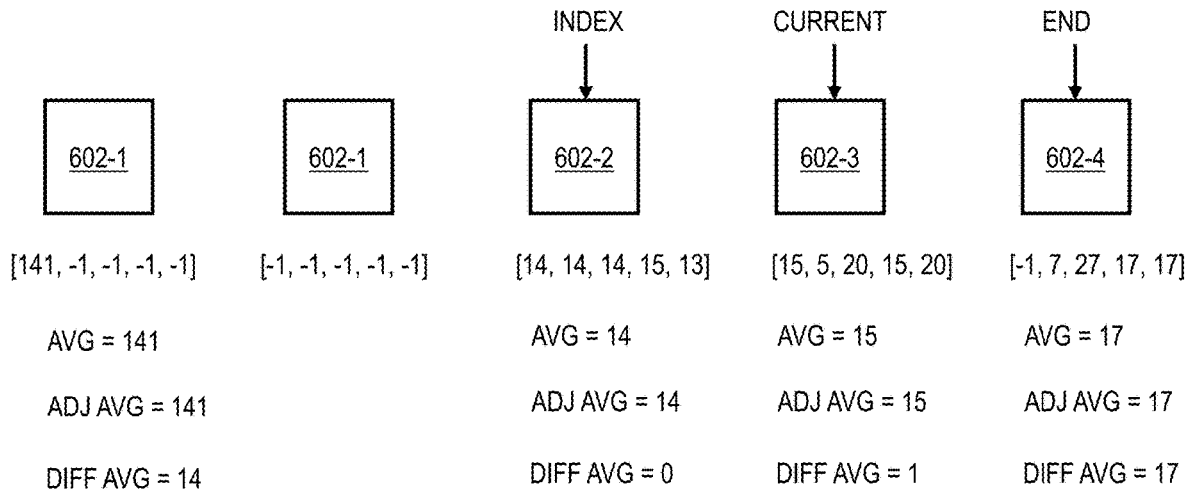 INDEX CURRENT END
602-1 602-1 602-2 602-3 602-4
[141, -1, -1, -1, -1] [-1, -1, -1, -1, -1] [14, 14, 14, 15, 13] [15, 5, 20, 15, 20] [-1, 7, 27, 17, 17]
AVG = 141 AVG = 14 AVG = 15 AVG = 17
ADJ AVG = 141 ADJ AVG = 14 ADJ AVG = 15 ADJ AVG = 17
DIFF AVG = 14 DIFF AVG = 0 DIFF AVG = 1 DIFF AVG = 17